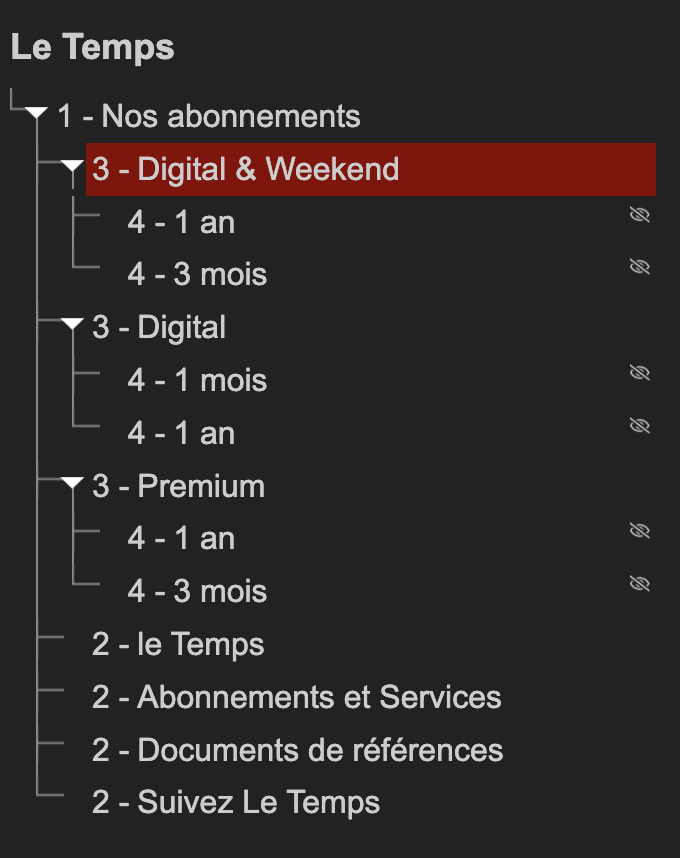 Le Temps
1 - Nos abonnements
3 - Digital & Weekend
4 - 1 an
4 - 3 mois
3 - Digital
4 - 1 mois
4 - 1 an
3 - Premium
4 - 1 an
4 - 3 mois
2 - le Temps
2 - Abonnements et Services
2 - Documents de références
2 - Suivez Le Temps